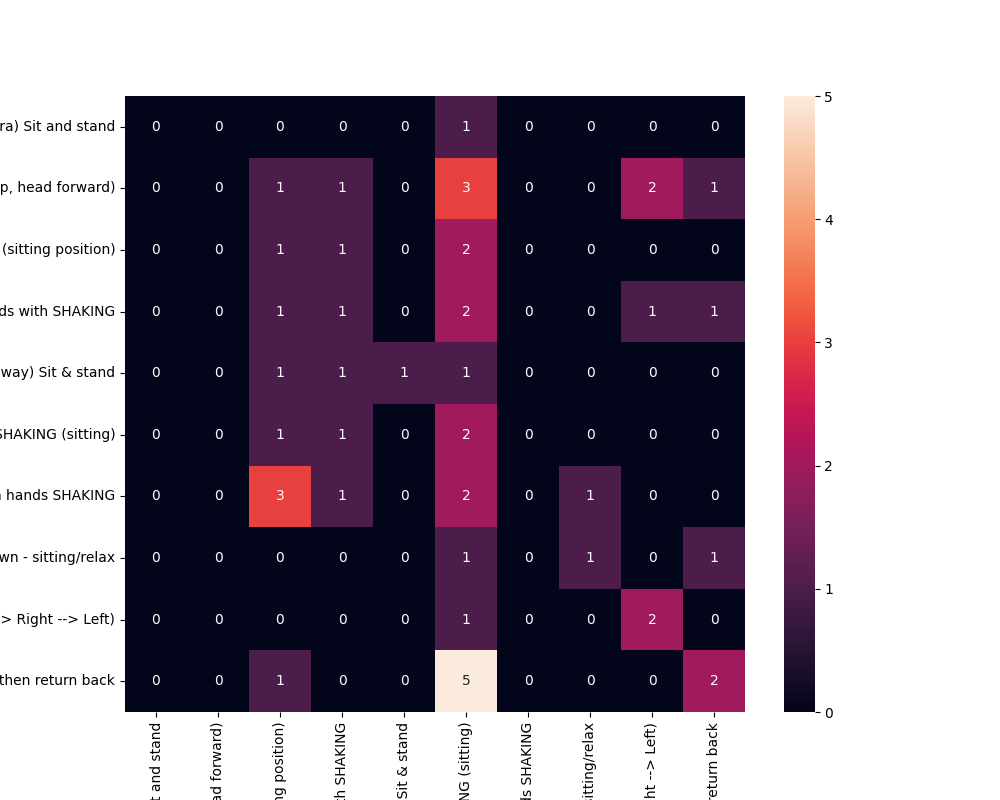 ra) Sit and stand 0 0 0 0 0 1 0 0 0 0
p, head forward) 0 0 1 1 0 3 0 0 2 1
(sitting position) 0 0 1 1 0 2 0 0 0 0
ds with SHAKING 0 0 1 1 0 2 0 0 1 1
way) Sit & stand 0 0 1 1 1 1 0 0 0 0
SHAKING (sitting) 0 0 1 1 0 2 0 0 0 0
hands SHAKING 0 0 3 1 0 2 0 1 0 0
wn - sitting/relax 0 0 0 0 0 1 0 1 0 1
> Right --> Left) 0 0 0 0 0 1 0 0 2 0
then return back 0 0 1 0 0 5 0 0 0 2
t and stand
ad forward)
ng position)
th SHAKING
Sit & stand
NG (sitting)
ds SHAKING
sitting/relax
ht --> Left)
return back
5
4
3
2
1
0